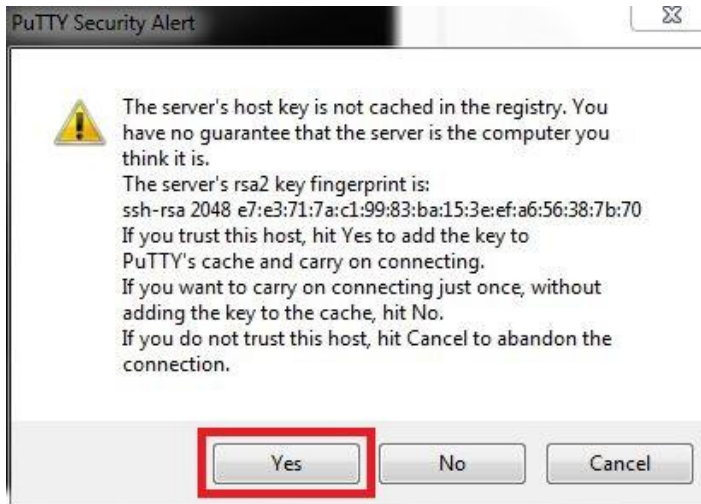 PuTTY Security Alert
The server's host key is not cached in the registry. You
have no guarantee that the server is the computer you
think it is.
The server's rsa2 key fingerprint is:
ssh-rsa 2048 e7:e3:71:7a:c1:99:83:ba:15:3e:ef:a6:56:38:7b:70
If you trust this host, hit Yes to add the key to
PuTTY's cache and carry on connecting.
If you want to carry on connecting just once, without
adding the key to the cache, hit No.
If you do not trust this host, hit Cancel to abandon the
connection.
Yes No Cancel